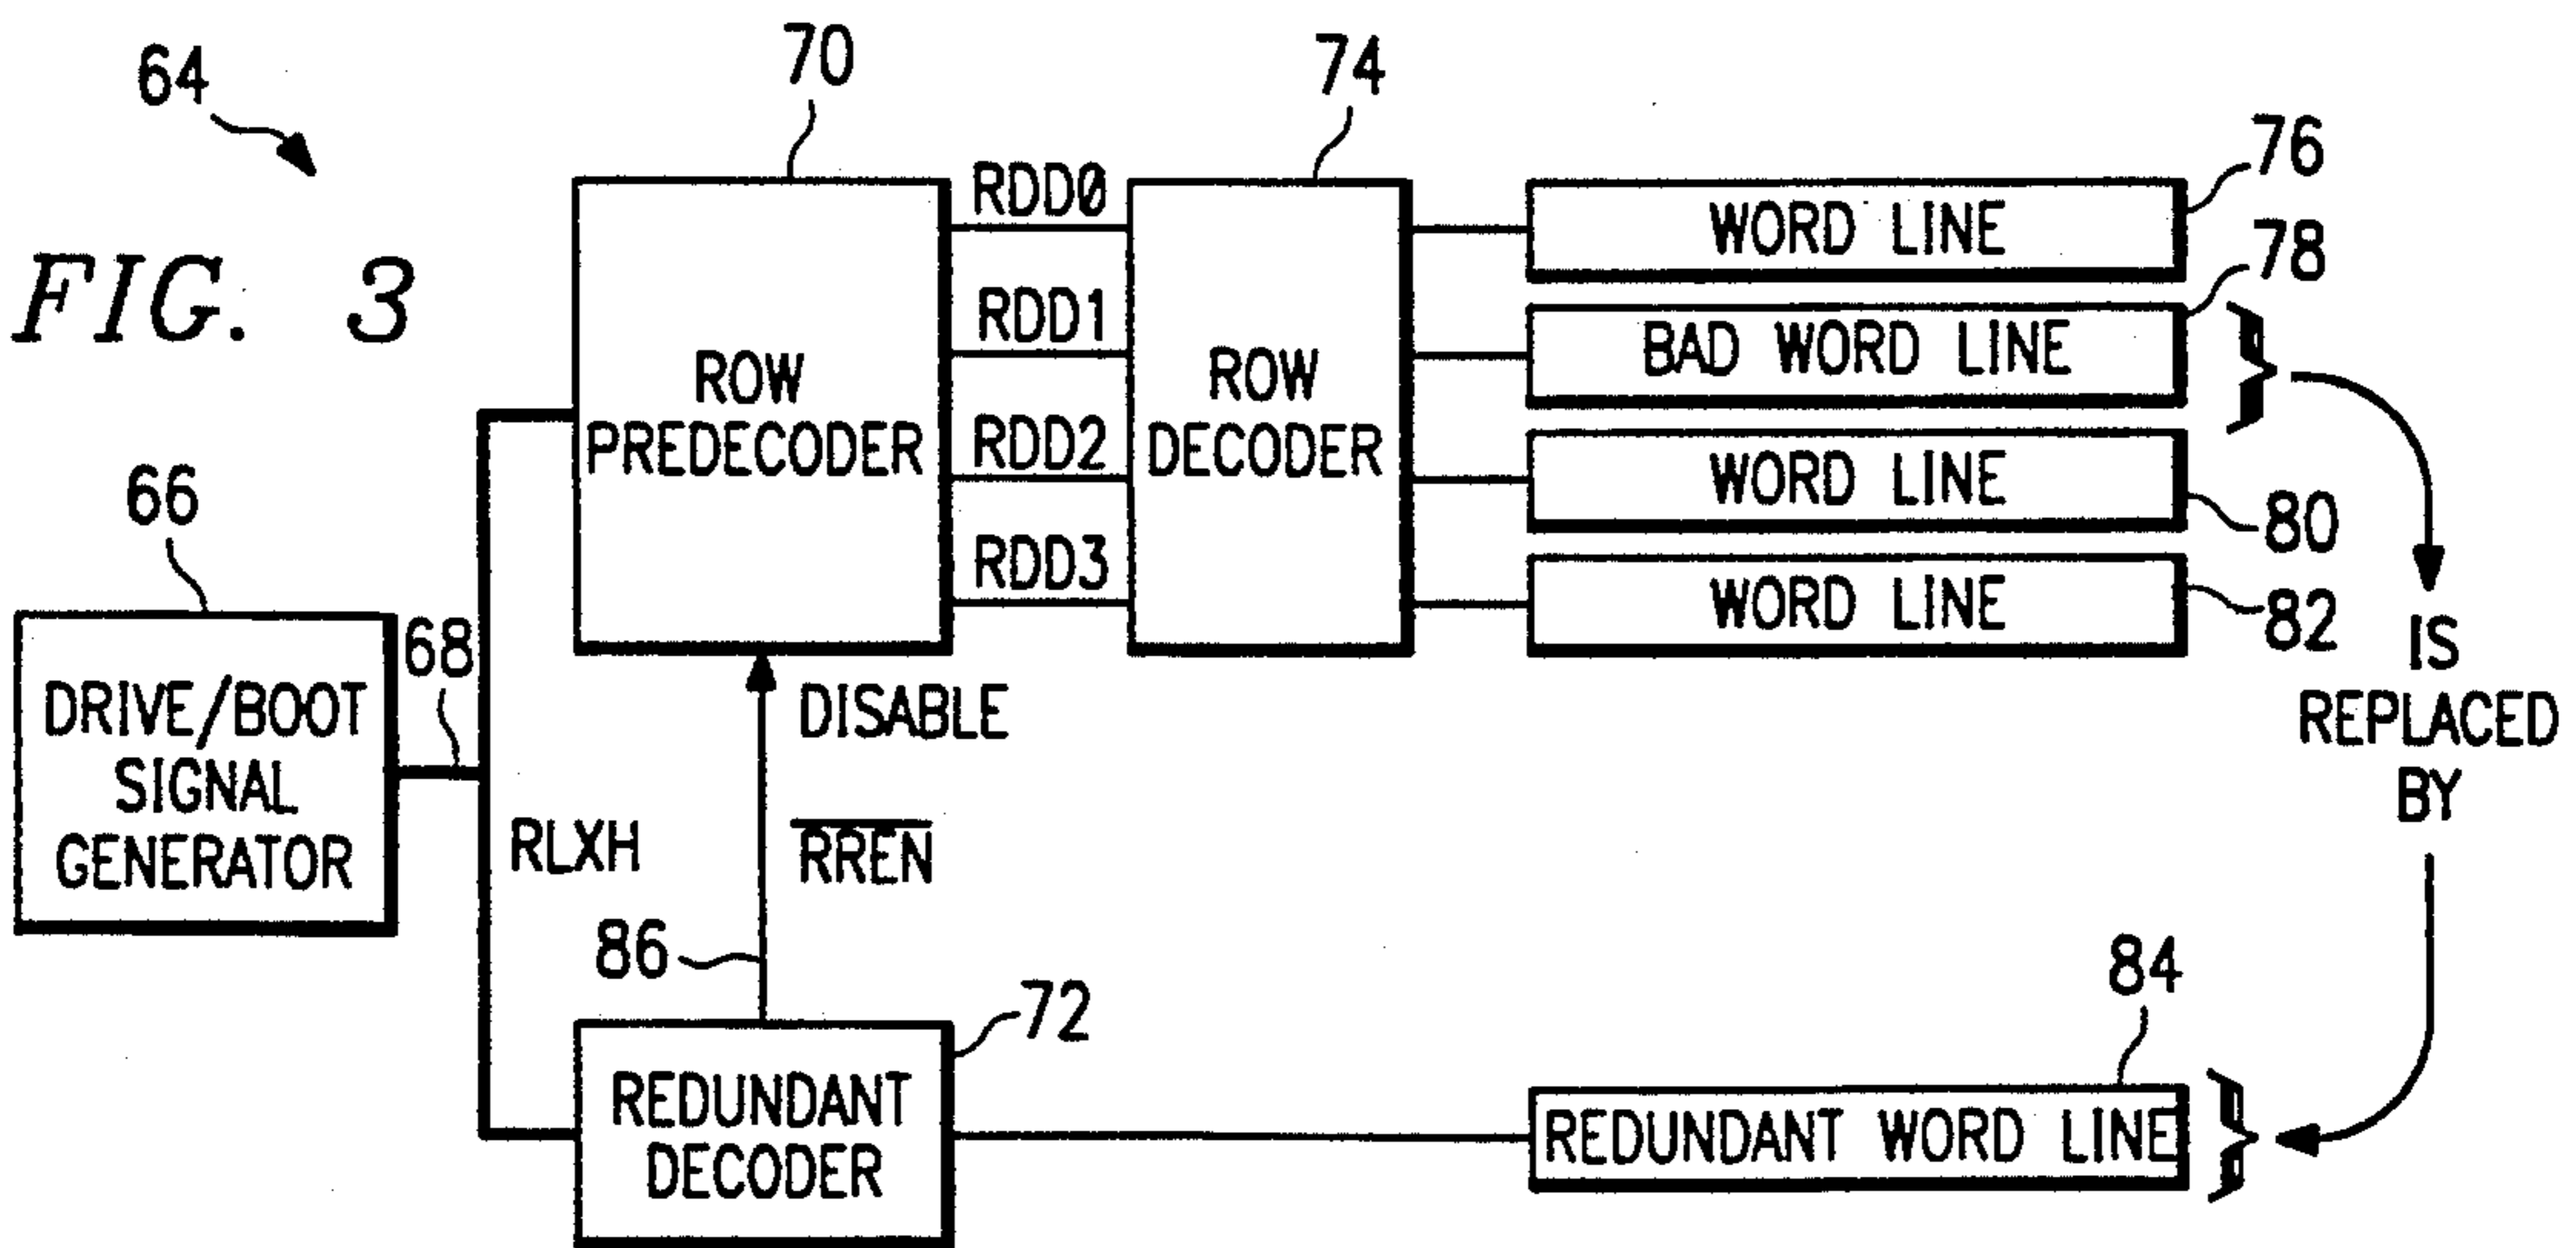 64
FIG. 3
70
74
76
78
80
82
66
68
RDDØ
RDD1
RDD2
RDD3
ROW
PREDECODER
ROW
DECODER
WORD LINE
BAD WORD LINE
WORD LINE
WORD LINE
IS
REPLACED
BY
DRIVE/BOOT
SIGNAL
GENERATOR
RLXH
DISABLE
R̅R̅E̅N̅
86
72
84
REDUNDANT
DECODER
REDUNDANT WORD LINE